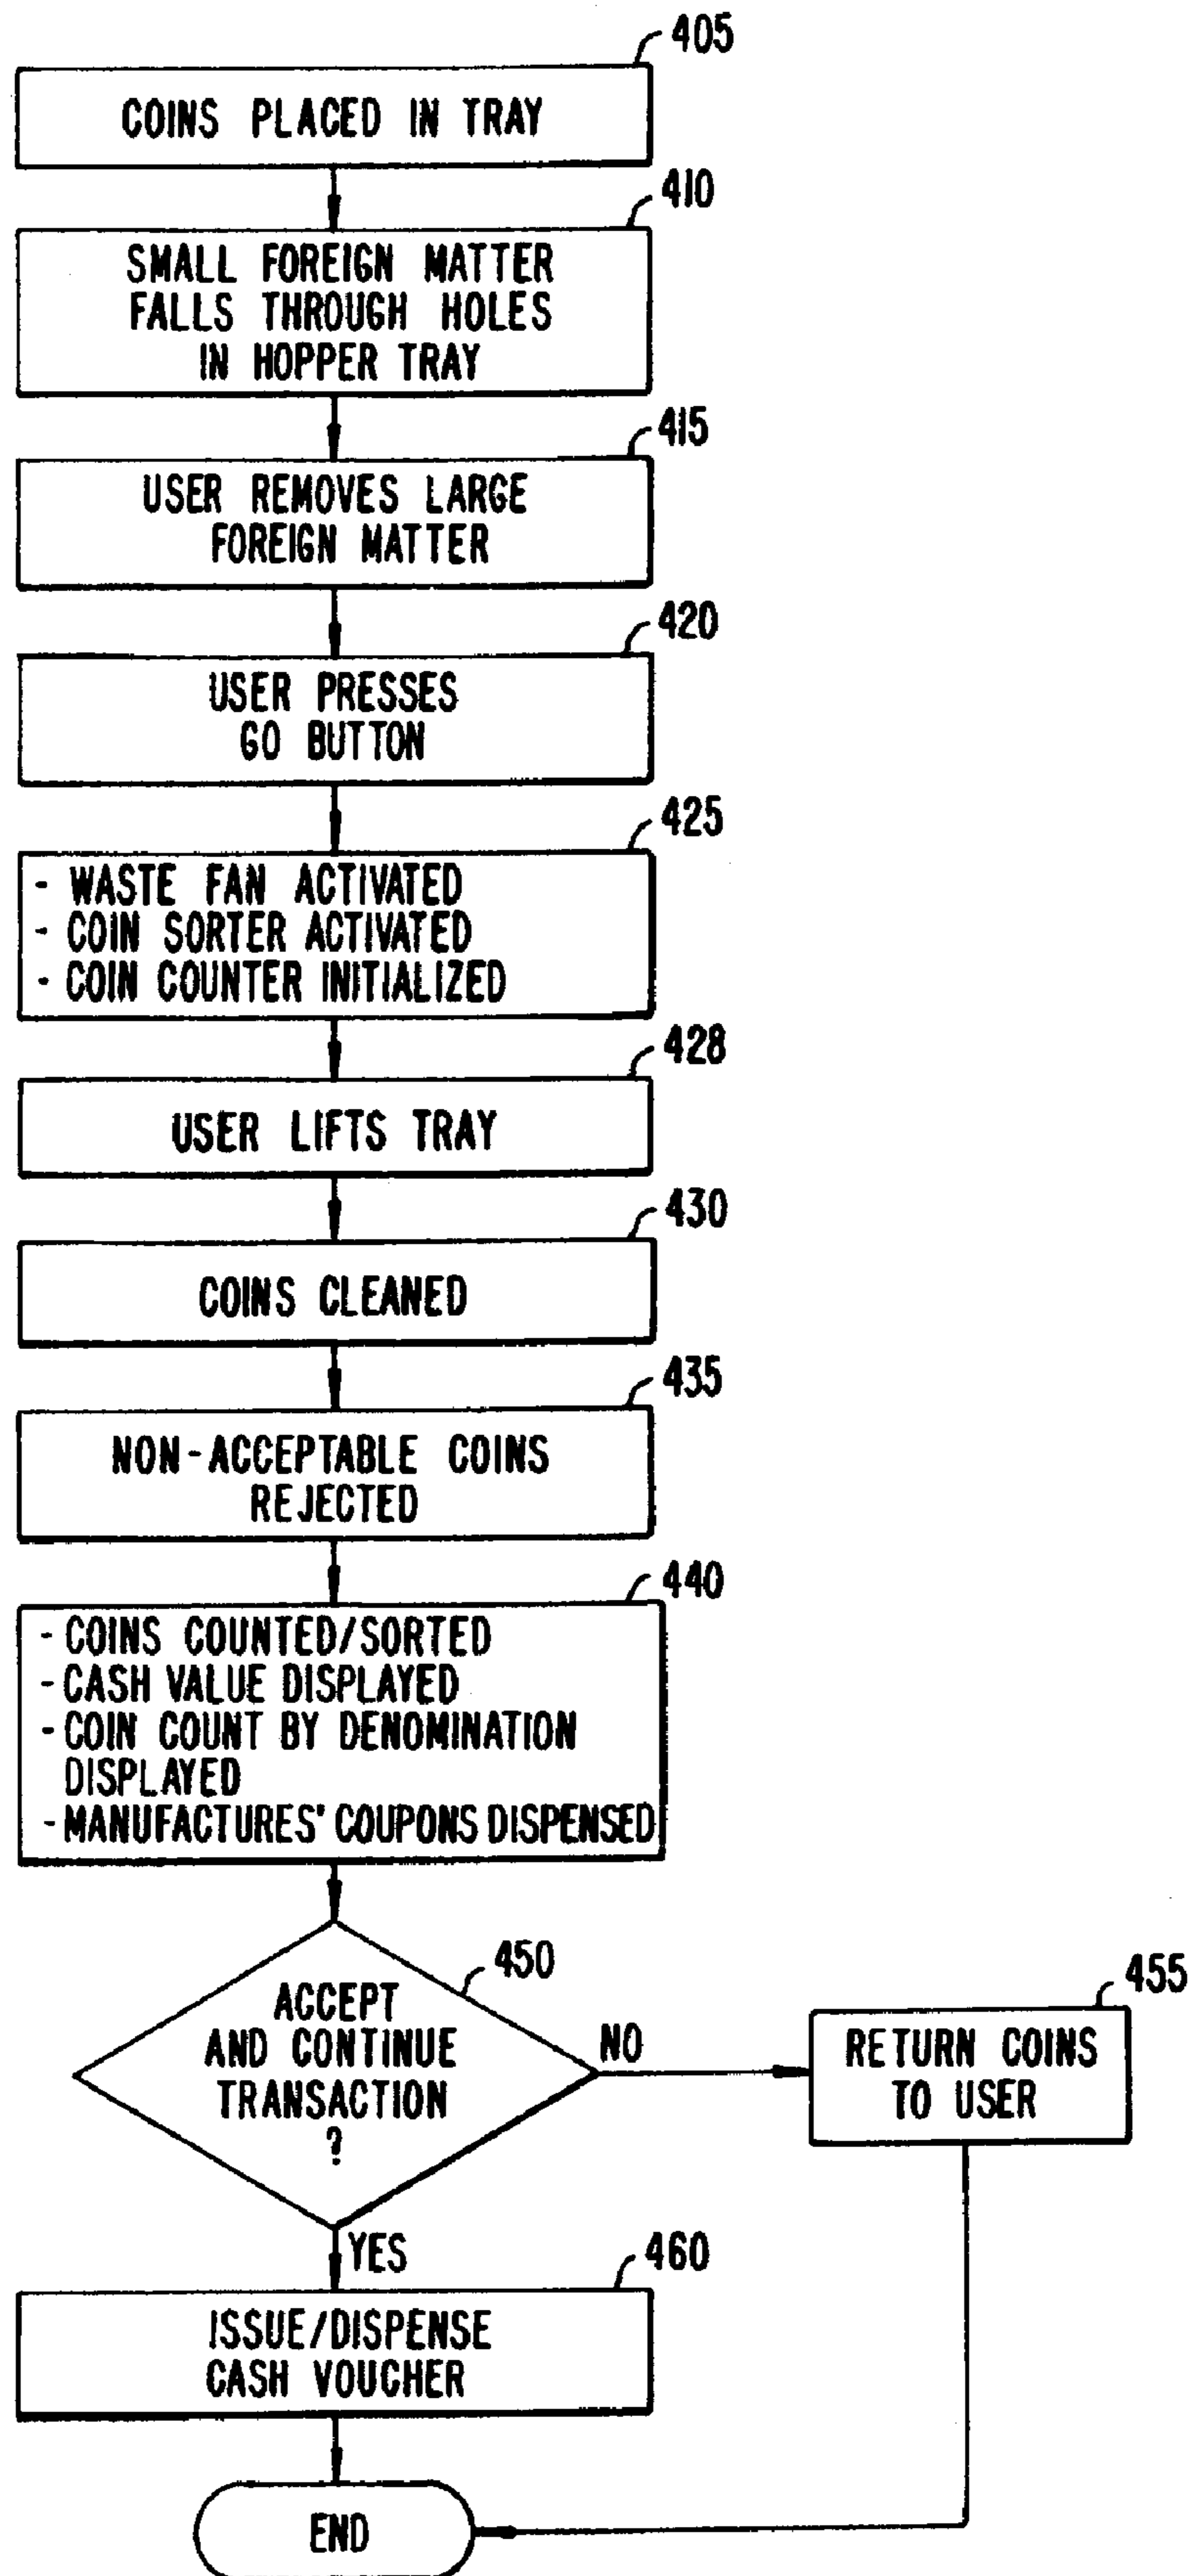 405
COINS PLACED IN TRAY
410
SMALL FOREIGN MATTER
FALLS THROUGH HOLES
IN HOPPER TRAY
415
USER REMOVES LARGE
FOREIGN MATTER
420
USER PRESSES
GO BUTTON
425
- WASTE FAN ACTIVATED
- COIN SORTER ACTIVATED
- COIN COUNTER INITIALIZED
428
USER LIFTS TRAY
430
COINS CLEANED
435
NON-ACCEPTABLE COINS
REJECTED
440
- COINS COUNTED/SORTED
- CASH VALUE DISPLAYED
- COIN COUNT BY DENOMINATION
DISPLAYED
- MANUFACTURES' COUPONS DISPENSED
450
ACCEPT
AND CONTINUE
TRANSACTION
?
NO
455
RETURN COINS
TO USER
YES
460
ISSUE/DISPENSE
CASH VOUCHER
END